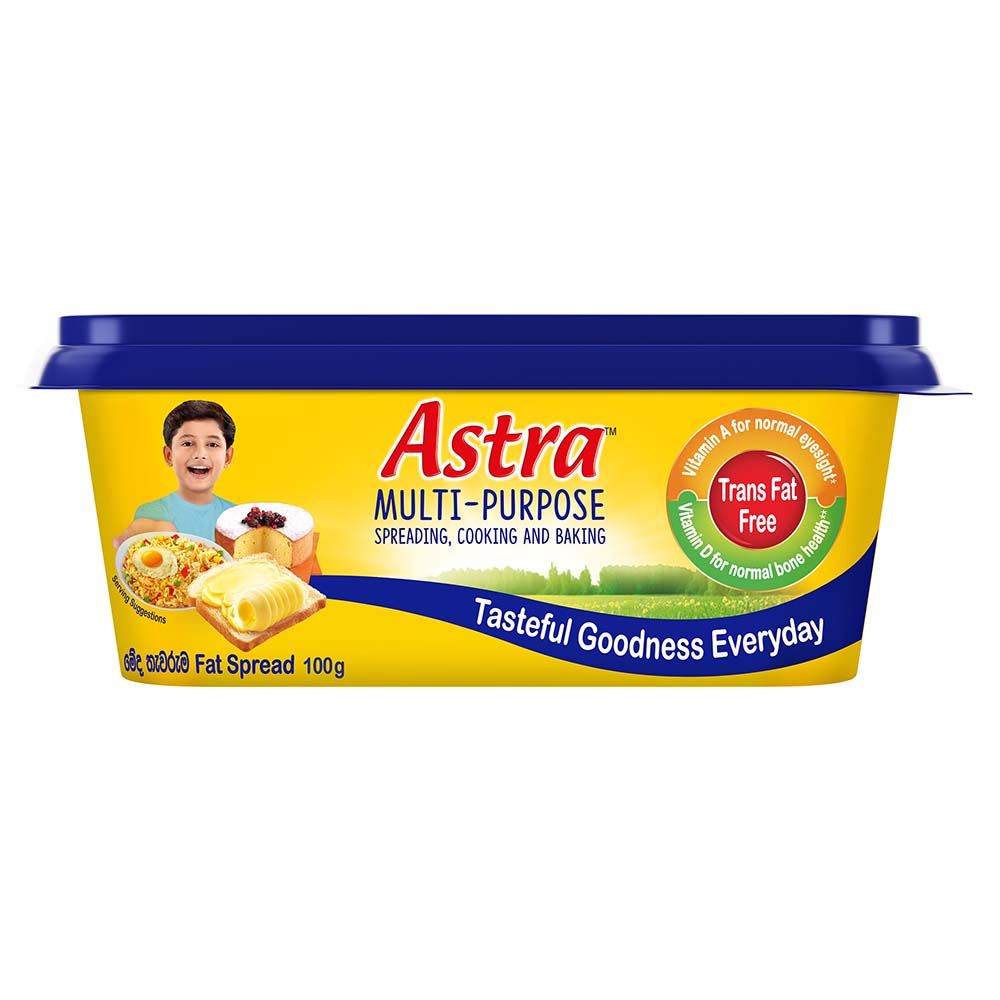 Astra™
MULTI-PURPOSE
SPREADING, COOKING AND BAKING
Vitamin A for normal eyesight*
Trans Fat
Free
Vitamin D for normal bone health**
Tasteful Goodness Everyday
Serving Suggestions
මේද තැවරුම Fat Spread 100g